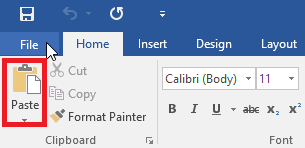 File Home Insert Design Layout
Paste
Cut
Copy
Format Painter
Clipboard
Calibri (Body) 11
B I U abc x₂ x²
Font